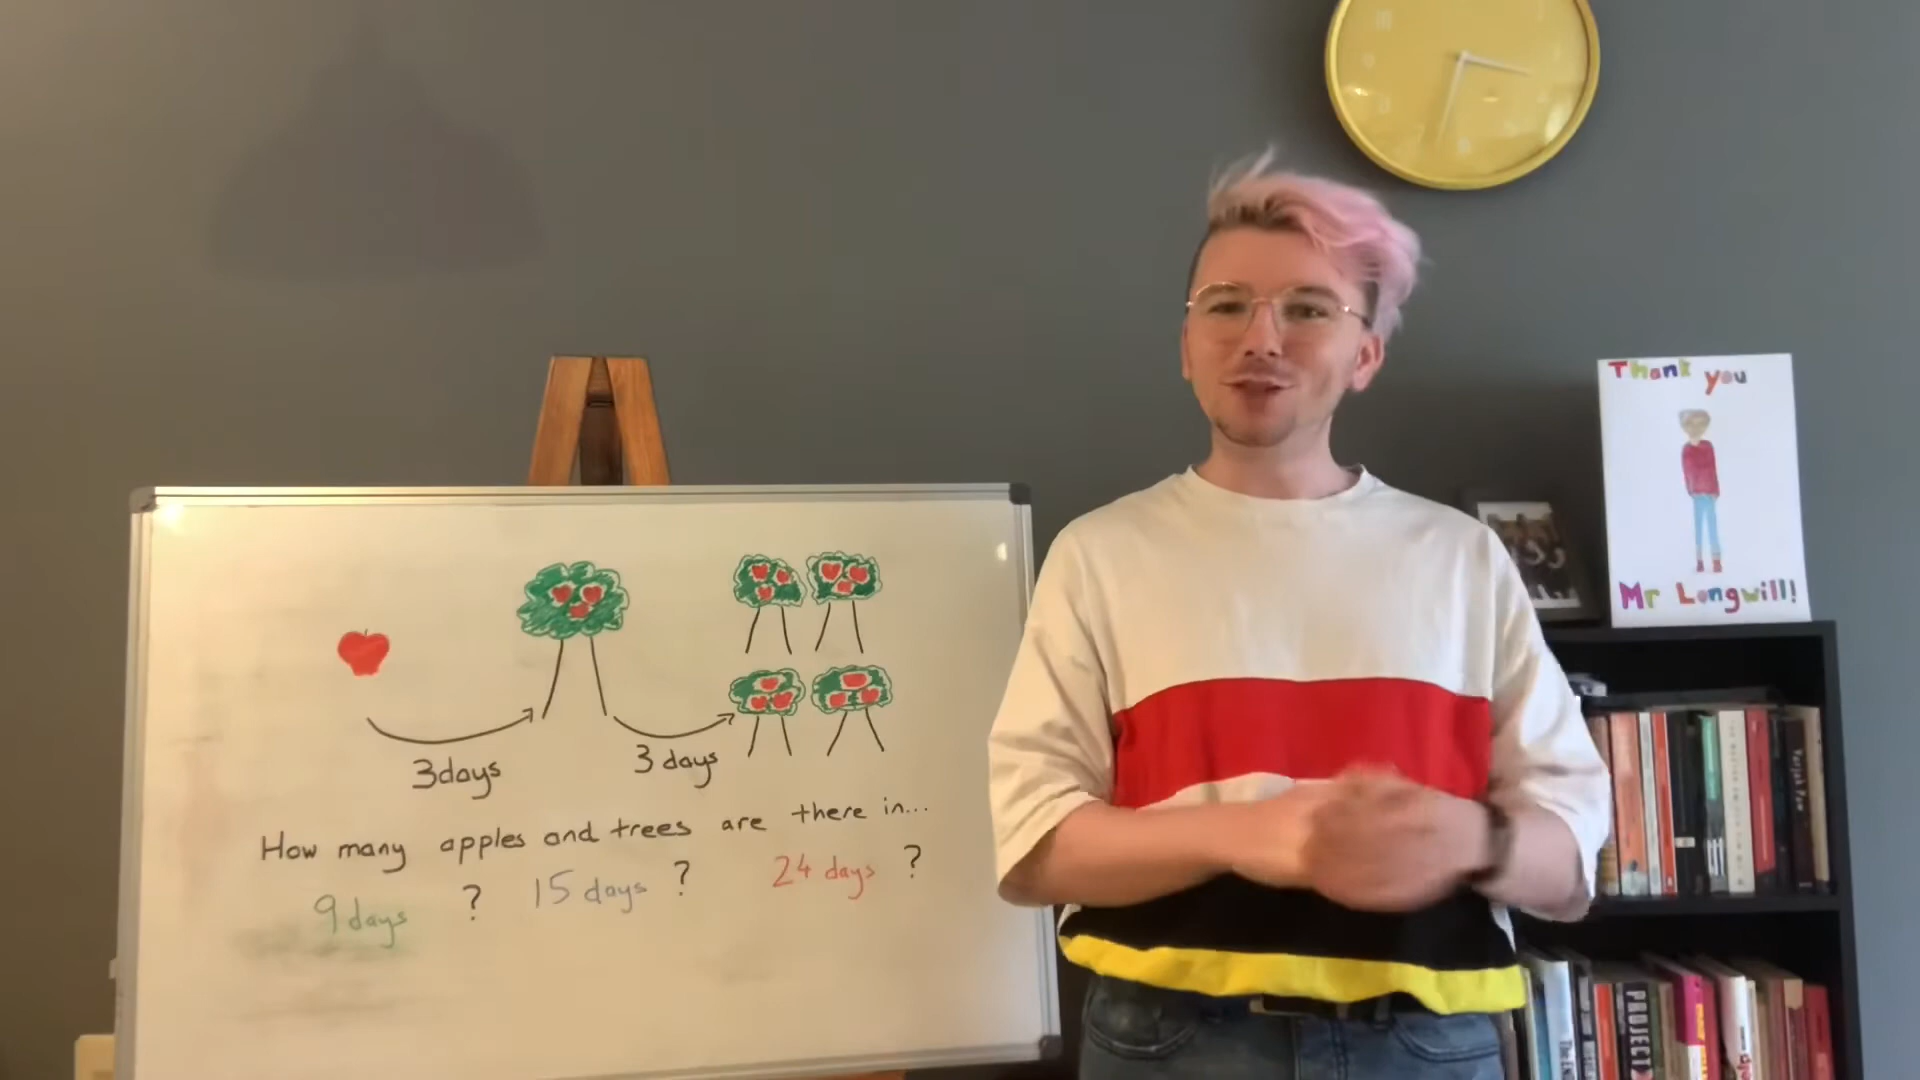 3days
3 days
How many apples and trees are there in...
9 days ? 15 days ? 24 days ?
Thank you
Mr Longwill!
PROJECT